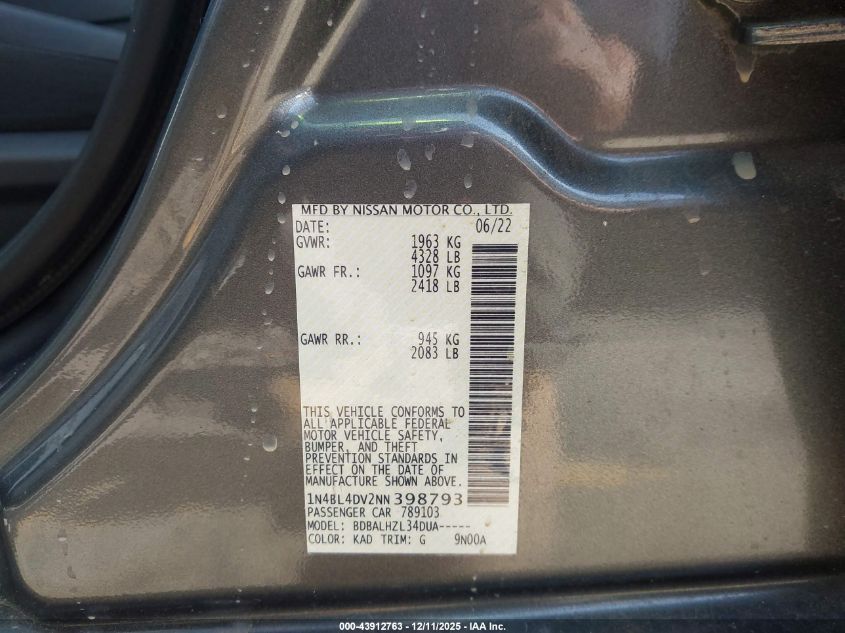 MFD BY NISSAN MOTOR CO., LTD.
DATE: 06/22
GVWR: 1963 KG
4328 LB
GAWR FR.: 1097 KG
2418 LB
GAWR RR.: 945 KG
2083 LB
THIS VEHICLE CONFORMS TO
ALL APPLICABLE FEDERAL
MOTOR VEHICLE SAFETY,
BUMPER, AND THEFT
PREVENTION STANDARDS IN
EFFECT ON THE DATE OF
MANUFACTURE SHOWN ABOVE.
1N4BL4DV2NN398793
PASSENGER CAR 789103
MODEL: BDBALHZL34DUA-----
COLOR: KAD TRIM: G 9N00A
000-43912763 - 12/11/2025 - IAA Inc.